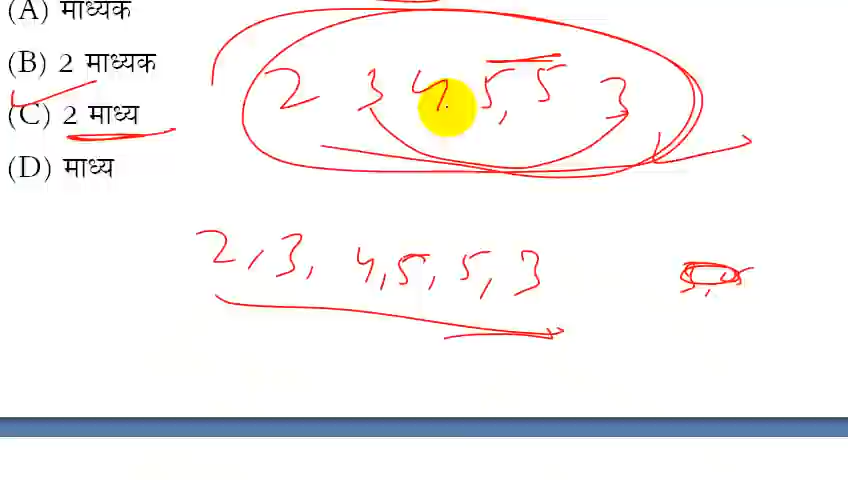 (A) माध्यक
(B) 2 माध्यक
(C) 2 माध्य
(D) माध्य
2 3 4 5, 5 3
2, 3, 4, 5, 5, 3